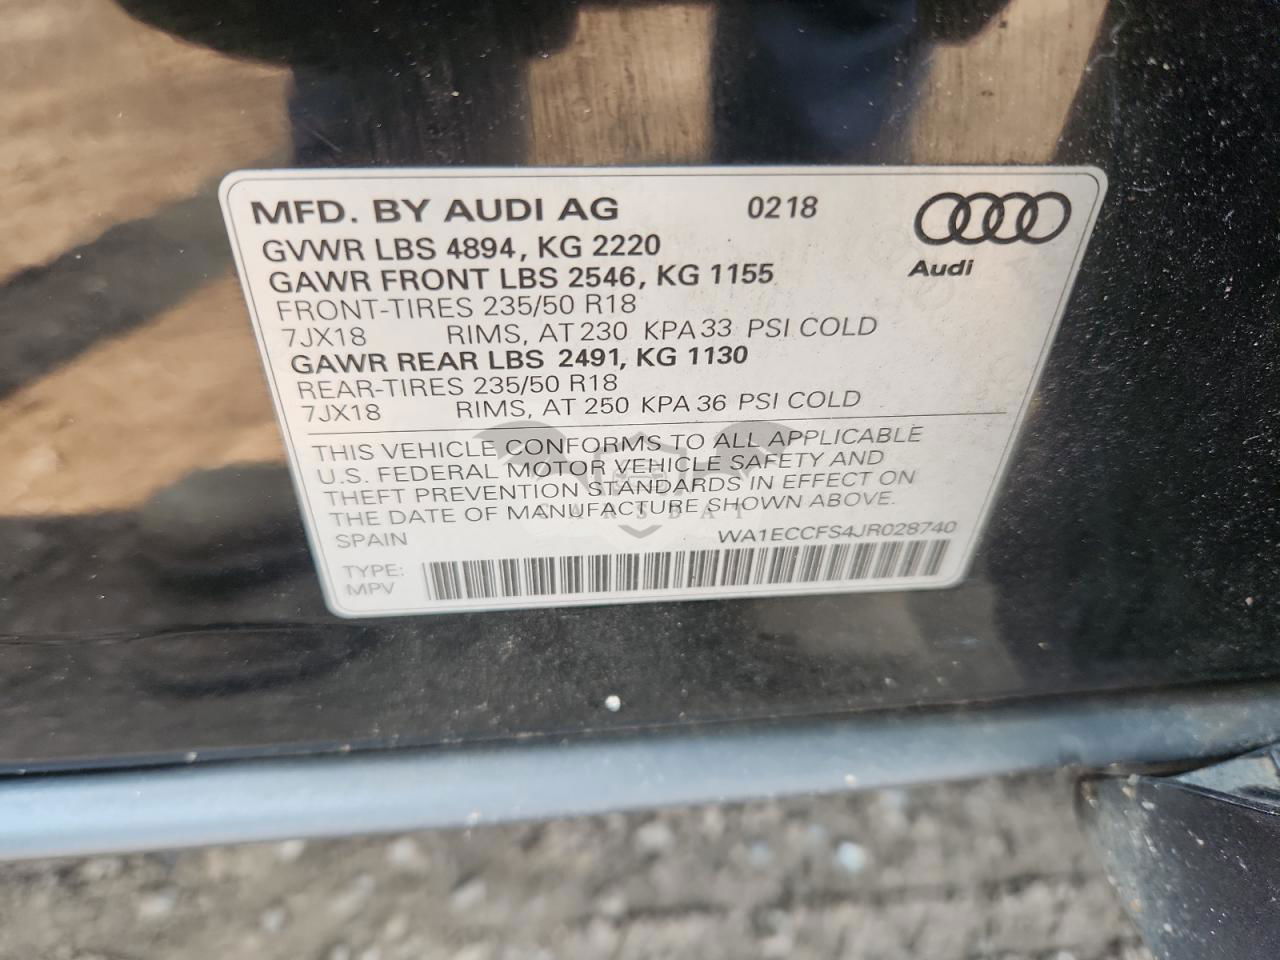 MFD. BY AUDI AG 0218
GVWR LBS 4894, KG 2220
GAWR FRONT LBS 2546, KG 1155
Audi
FRONT-TIRES 235/50 R18
7JX18 RIMS, AT 230 KPA 33 PSI COLD
GAWR REAR LBS 2491, KG 1130
REAR-TIRES 235/50 R18
7JX18 RIMS, AT 250 KPA 36 PSI COLD
THIS VEHICLE CONFORMS TO ALL APPLICABLE
U.S. FEDERAL MOTOR VEHICLE SAFETY AND
THEFT PREVENTION STANDARDS IN EFFECT ON
THE DATE OF MANUFACTURE SHOWN ABOVE.
CARSDAT
SPAIN WA1ECCFS4JR028740
TYPE:
MPV